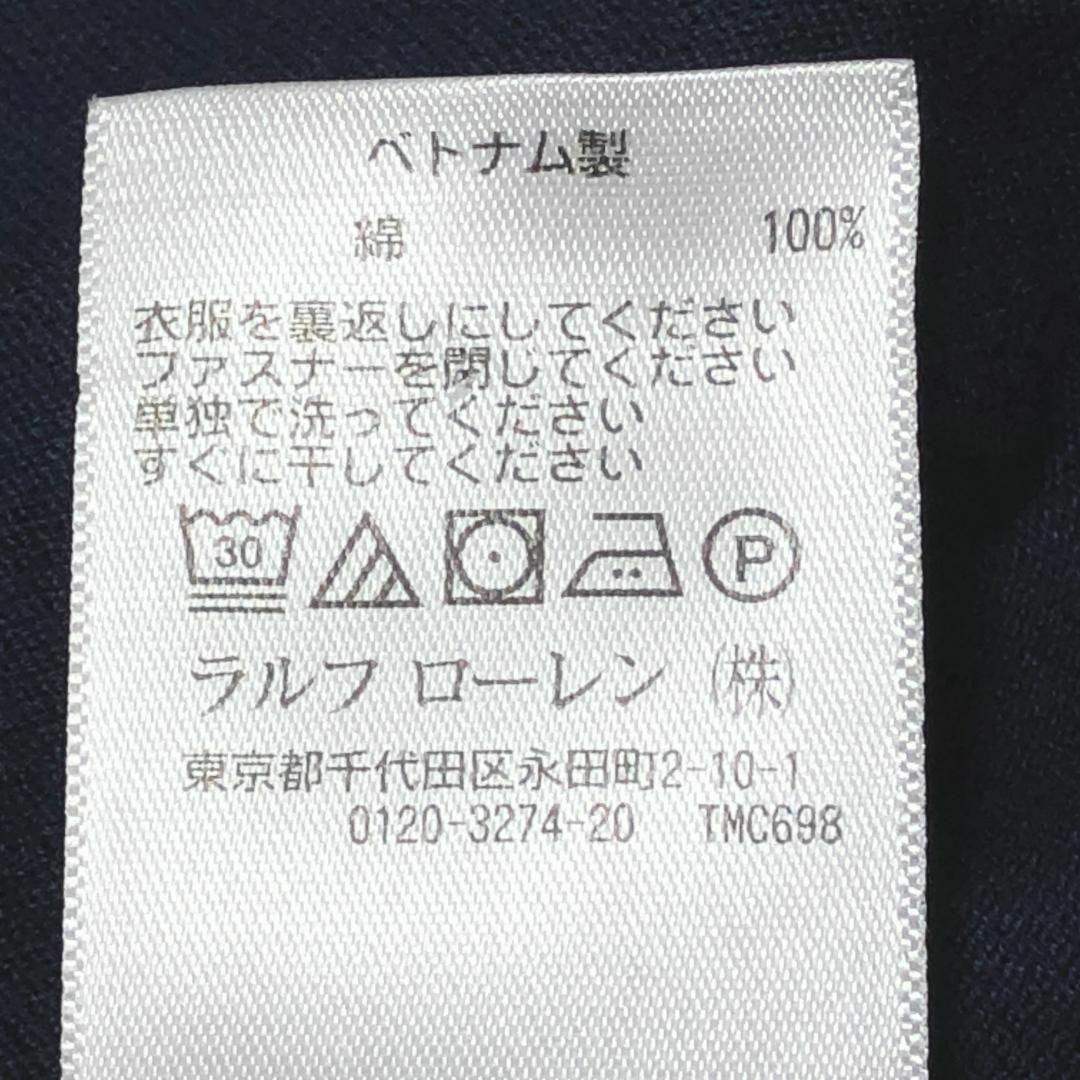 ベトナム製
綿 100%
衣服を裏返しにしてください
ファスナーを閉じてください
単独で洗ってください
すぐに干してください
30
P
ラルフ ローレン (株)
東京都千代田区永田町2-10-1
0120-3274-20 TMC698